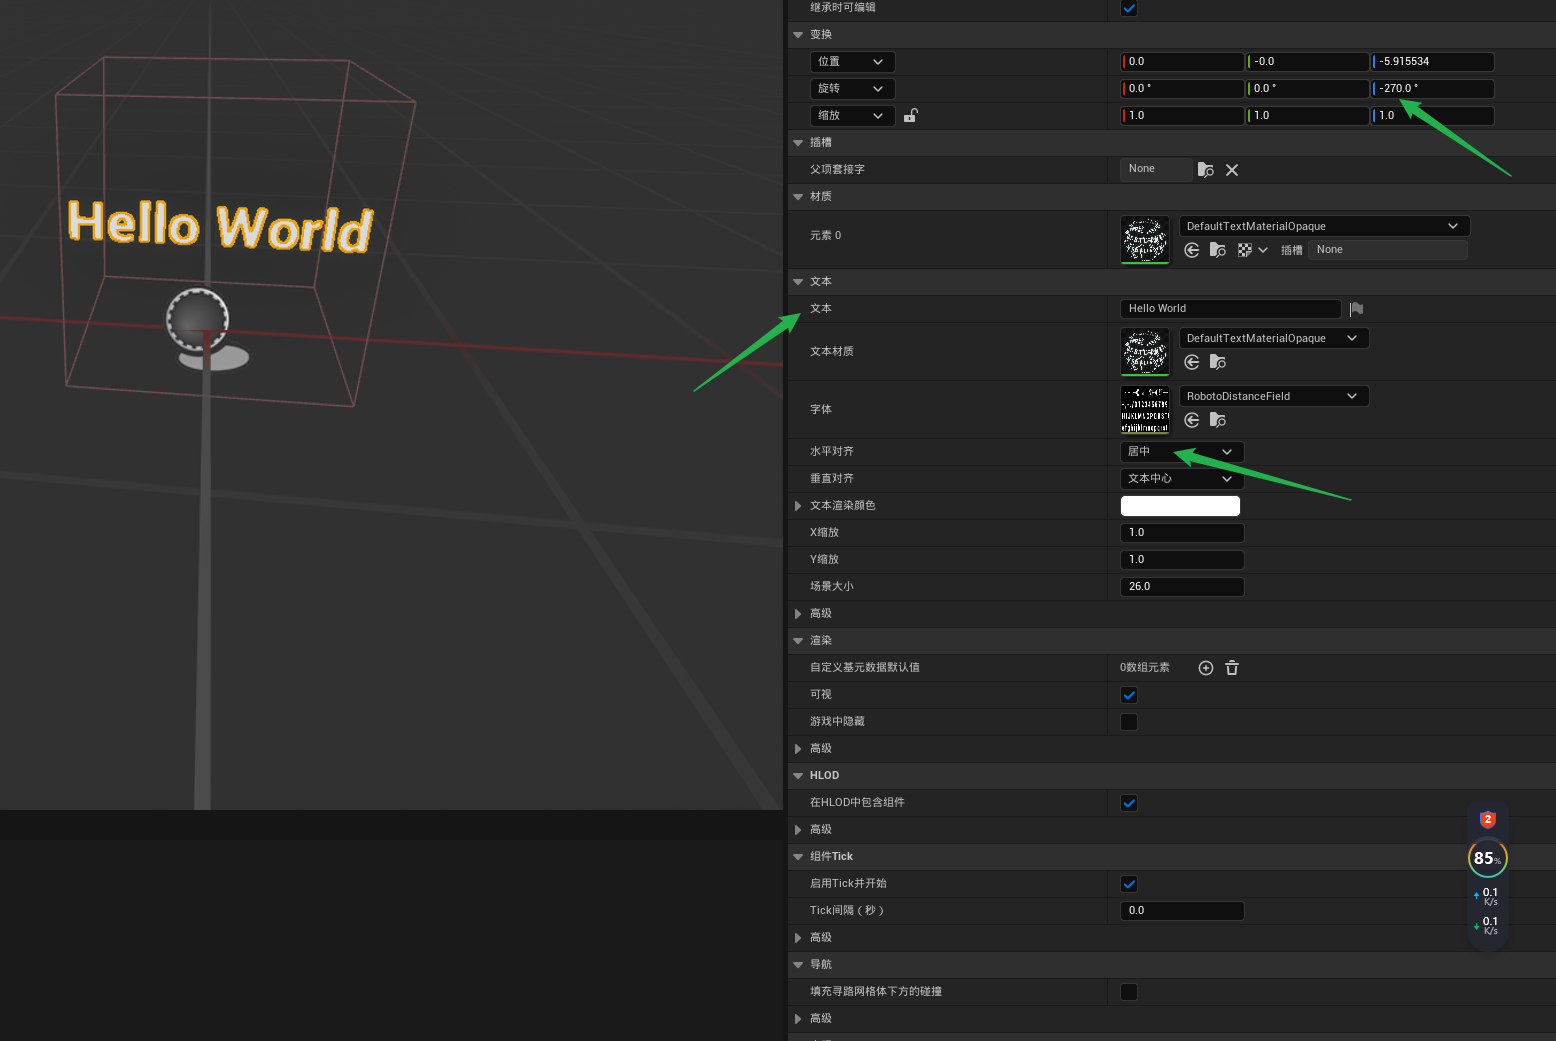 继承时可编辑
变换
位置 0.0 -0.0 -5.915534
旋转 0.0 ° 0.0 ° -270.0 °
缩放 1.0 1.0 1.0
插槽
父项套接字 None
材质
元素 0 DefaultTextMaterialOpaque
插槽 None
文本
文本 Hello World
文本材质 DefaultTextMaterialOpaque
字体 RobotoDistanceField
水平对齐 居中
垂直对齐 文本中心
文本渲染颜色
X缩放 1.0
Y缩放 1.0
场景大小 26.0
高级
渲染
自定义基元数据默认值 0数组元素
可视
游戏中隐藏
高级
HLOD
在HLOD中包含组件
高级
组件Tick
启用Tick并开始
Tick间隔（秒） 0.0
高级
导航
填充寻路网格体下方的碰撞
高级
Hello World
2
85%
0.1
K/s
0.1
K/s